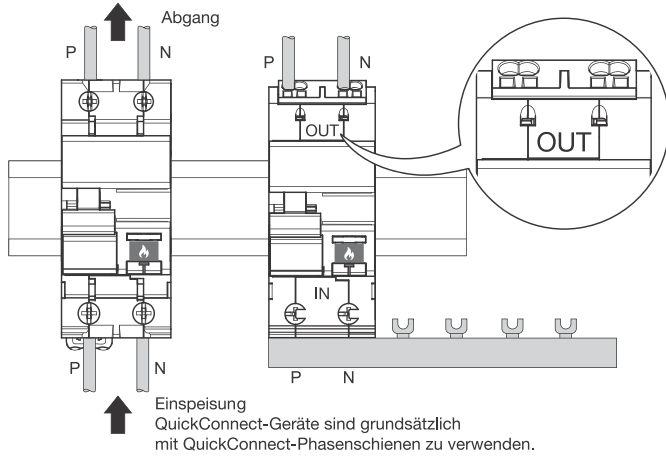 Abgang
P N P N
OUT
OUT
IN
P N P N
Einspeisung
QuickConnect-Geräte sind grundsätzlich
mit QuickConnect-Phasenschienen zu verwenden.